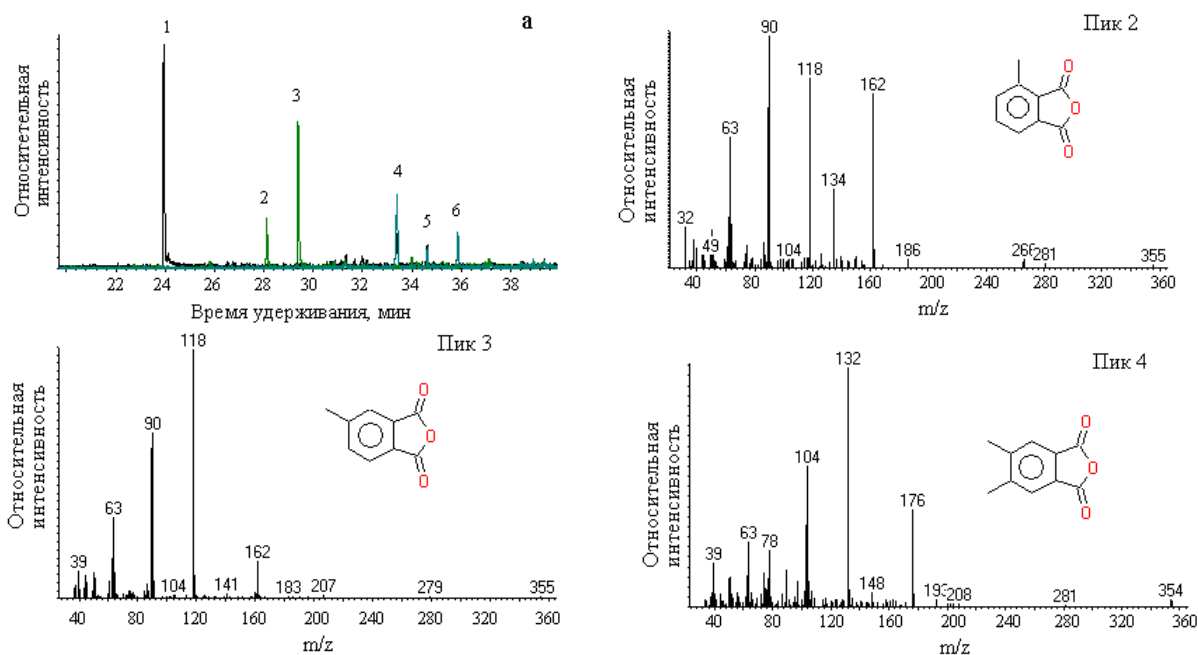 а
1
2
3
4
5
6
Относитетельная
интенсивность
22 24 26 28 30 32 34 36 38
Время удерживания, мин
Пик 2
90
118
162
63
134
32
49
104
186
266
281
355
O
O
O
Относительная
интенсивность
40 80 120 160 200 240 280 320 360
m/z
Пик 3
118
90
63
39
162
104
141
183
207
279
355
O
O
O
Относительная
интенсивность
40 80 120 160 200 240 280 320 360
m/z
Пик 4
132
104
176
63
78
39
148
193
208
281
354
O
O
O
Относительная
интенсивность
40 80 120 160 200 240 280 320 360
m/z